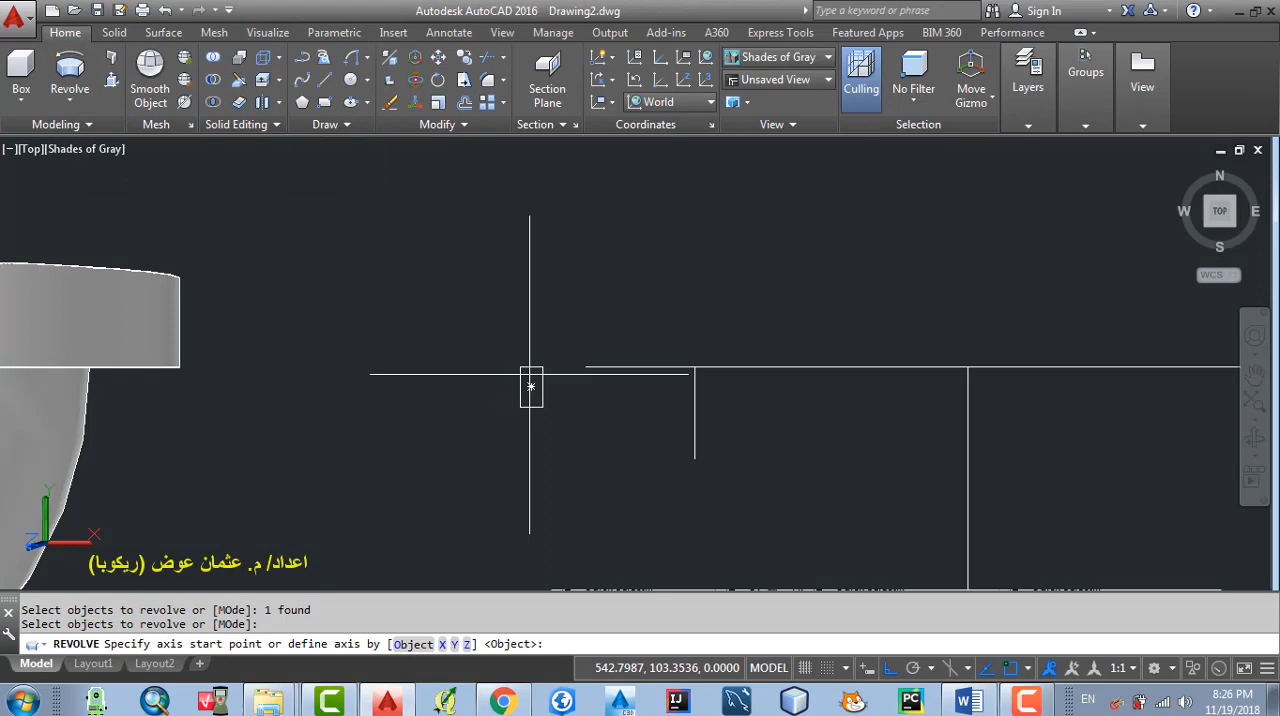 Autodesk AutoCAD 2016 Drawing2.dwg
Type a keyword or phrase
Sign In
Home Solid Surface Mesh Visualize Parametric Insert Annotate View Manage Output Add-ins A360 Express Tools Featured Apps BIM 360 Performance
Box Revolve Smooth Object Section Plane Shades of Gray Unsaved View World Culling No Filter Move Gizmo Layers Groups View
Modeling Mesh Solid Editing Draw Modify Section Coordinates View Selection
[−][Top][Shades of Gray]
N
W TOP E
S
WCS
Y
X
Z
اعداد/ م. عثمان عوض (ريكوبا)
Select objects to revolve or [MOde]: 1 found
Select objects to revolve or [MOde]:
REVOLVE Specify axis start point or define axis by [Object X Y Z] <Object>:
Model Layout1 Layout2 +
542.7987, 103.3536, 0.0000 MODEL 1:1
EN
8:26 PM
11/19/2018